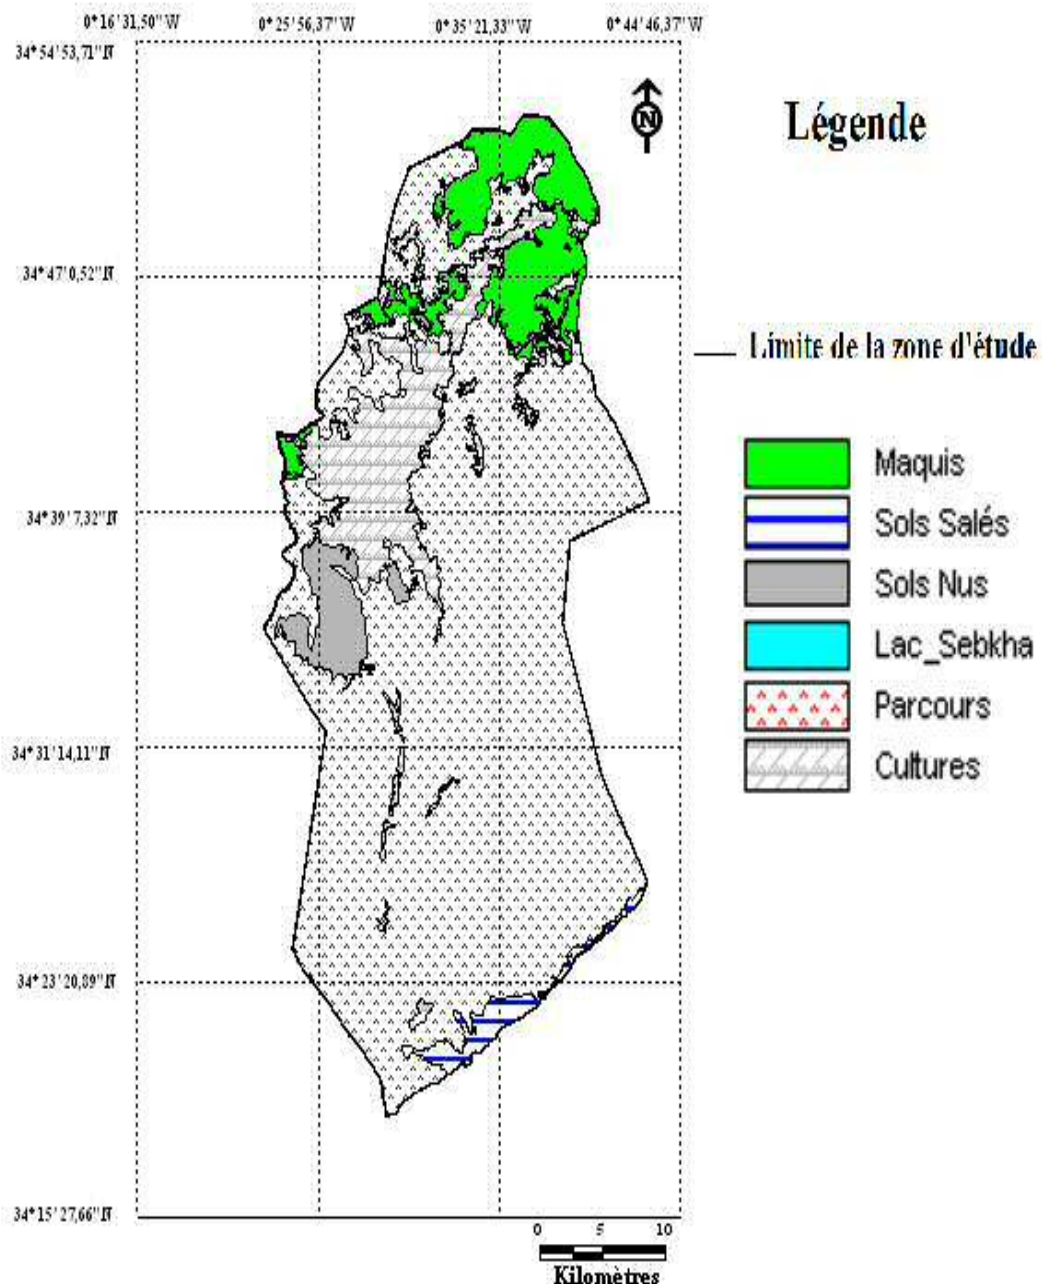 0°16'31,50''W 0°25'56,37''W 0°35'21,33''W 0°44'46,37''W
34°54'53,71''N
N
Légende
34°47'0,52''N
Límite de la zone d'étude
Maquis
34°39'7,32''N
Sols Salés
Sols Nus
Lac_Sebkha
Parcours
34°31'14,11''N
Cultures
34°23'20,89''N
34°15'27,66''N
0 5 10
Kilomètres